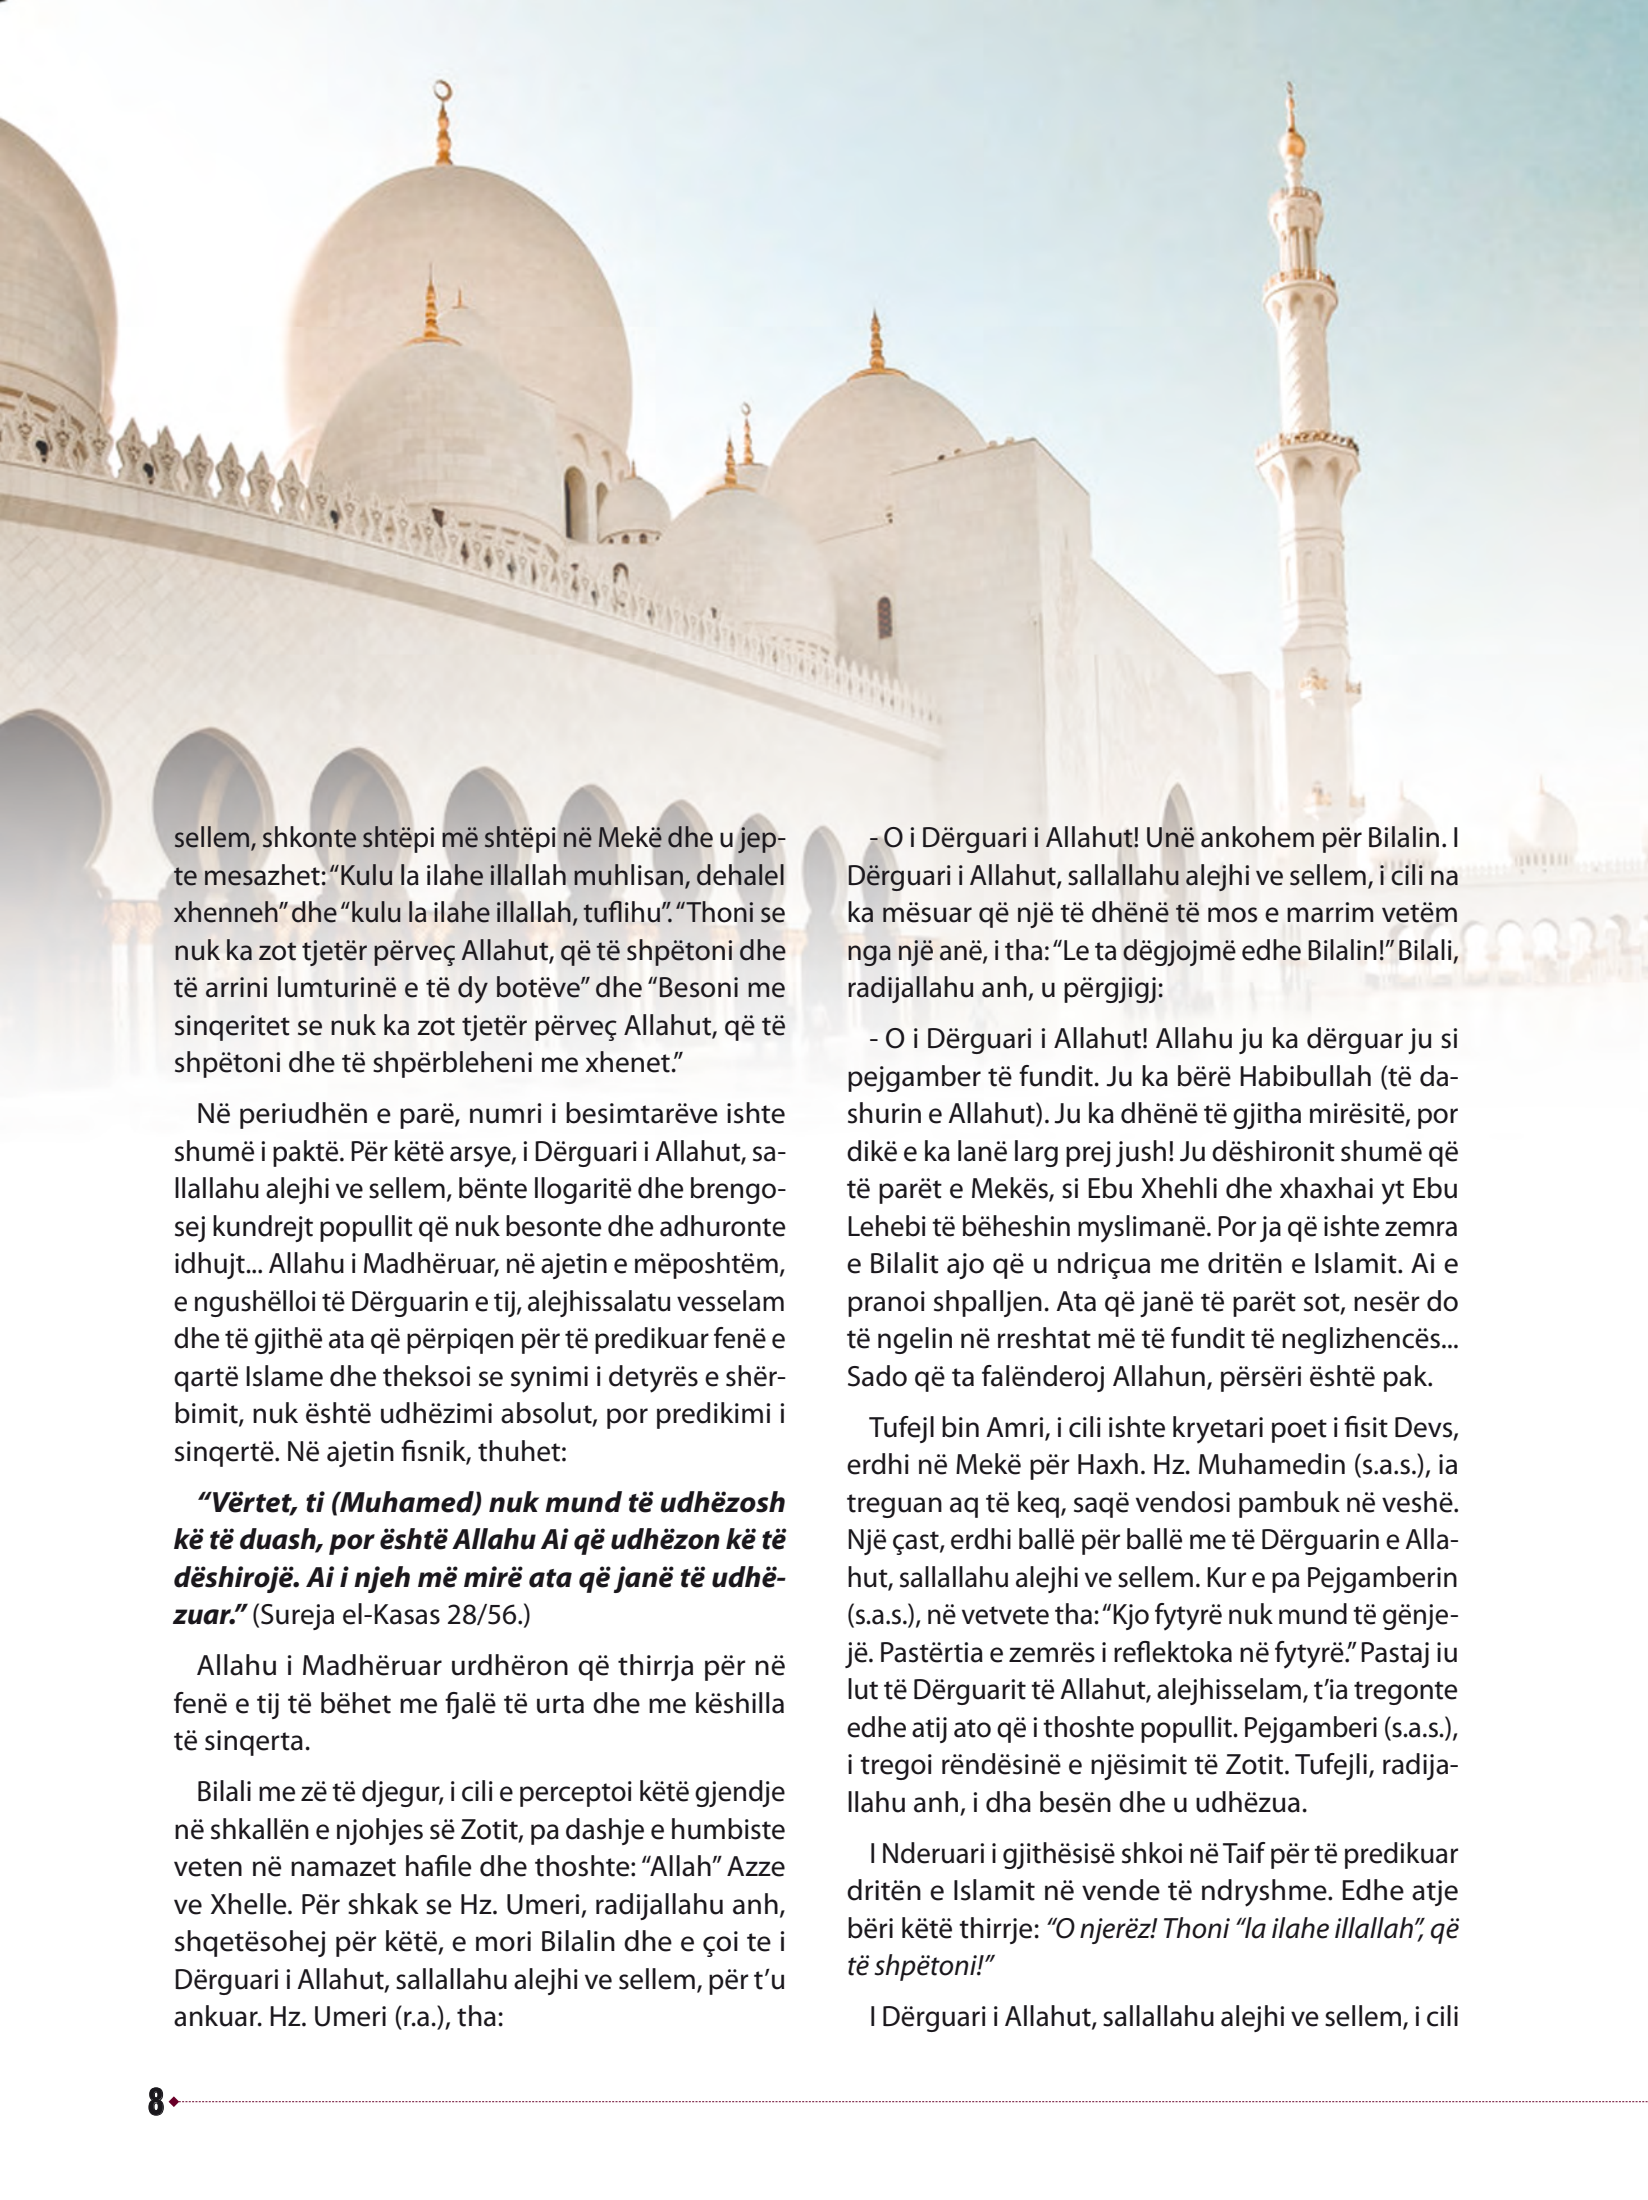 sellem, shkonte shtëpi më shtëpi në Mekë dhe u jep-
te mesazhet: “Kulu la ilahe illallah muhlisan, dehalel
xhenneh” dhe “kulu la ilahe illallah, tuflihu”. “Thoni se
nuk ka zot tjetër përveç Allahut, që të shpëtoni dhe
të arrini lumturinë e të dy botëve” dhe “Besoni me
sinqeritet se nuk ka zot tjetër përveç Allahut, që të
shpëtoni dhe të shpërbleheni me xhenet.”
Në periudhën e parë, numri i besimtarëve ishte
shumë i paktë. Për këtë arsye, i Dërguari i Allahut, sa-
llallahu alejhi ve sellem, bënte llogaritë dhe brengo-
sej kundrejt popullit që nuk besonte dhe adhuronte
idhujt... Allahu i Madhëruar, në ajetin e mëposhtëm,
e ngushëlloi të Dërguarin e tij, alejhissalatu vesselam
dhe të gjithë ata që përpiqen për të predikuar fenë e
qartë Islame dhe theksoi se synimi i detyrës e shër-
bimit, nuk është udhëzimi absolut, por predikimi i
sinqertë. Në ajetin fisnik, thuhet:
“Vërtet, ti (Muhamed) nuk mund të udhëzosh
kë të duash, por është Allahu Ai që udhëzon kë të
dëshirojë. Ai i njeh më mirë ata që janë të udhë-
zuar.” (Sureja el-Kasas 28/56.)
Allahu i Madhëruar urdhëron që thirrja për në
fenë e tij të bëhet me fjalë të urta dhe me këshilla
të sinqerta.
Bilali me zë të djegur, i cili e perceptoi këtë gjendje
në shkallën e njohjes së Zotit, pa dashje e humbiste
veten në namazet hafile dhe thoshte: “Allah” Azze
ve Xhelle. Për shkak se Hz. Umeri, radijallahu anh,
shqetësohej për këtë, e mori Bilalin dhe e çoi te i
Dërguari i Allahut, sallallahu alejhi ve sellem, për t’u
ankuar. Hz. Umeri (r.a.), tha:
- O i Dërguari i Allahut! Unë ankohem për Bilalin. I
Dërguari i Allahut, sallallahu alejhi ve sellem, i cili na
ka mësuar që një të dhënë të mos e marrim vetëm
nga një anë, i tha: “Le ta dëgjojmë edhe Bilalin!” Bilali,
radijallahu anh, u përgjigj:
- O i Dërguari i Allahut! Allahu ju ka dërguar ju si
pejgamber të fundit. Ju ka bërë Habibullah (të da-
shurin e Allahut). Ju ka dhënë të gjitha mirësitë, por
dikë e ka lanë larg prej jush! Ju dëshironit shumë që
të parët e Mekës, si Ebu Xhehli dhe xhaxhai yt Ebu
Lehebi të bëheshin myslimanë. Por ja që ishte zemra
e Bilalit ajo që u ndriçua me dritën e Islamit. Ai e
pranoi shpalljen. Ata që janë të parët sot, nesër do
të ngelin në rreshtat më të fundit të neglizhencës...
Sado që ta falënderoj Allahun, përsëri është pak.
Tufejl bin Amri, i cili ishte kryetari poet i fisit Devs,
erdhi në Mekë për Haxh. Hz. Muhamedin (s.a.s.), ia
treguan aq të keq, saqë vendosi pambuk në veshë.
Një çast, erdhi ballë për ballë me të Dërguarin e Alla-
hut, sallallahu alejhi ve sellem. Kur e pa Pejgamberin
(s.a.s.), në vetvete tha: “Kjo fytyrë nuk mund të gënje-
jë. Pastërtia e zemrës i reflektoka në fytyrë.” Pastaj iu
lut të Dërguarit të Allahut, alejhisselam, t’ia tregonte
edhe atij ato që i thoshte popullit. Pejgamberi (s.a.s.),
i tregoi rëndësinë e njësimit të Zotit. Tufejli, radija-
llahu anh, i dha besën dhe u udhëzua.
I Nderuari i gjithësisë shkoi në Taif për të predikuar
dritën e Islamit në vende të ndryshme. Edhe atje
bëri këtë thirrje: “O njerëz! Thoni “la ilahe illallah”, që
të shpëtoni!”
I Dërguari i Allahut, sallallahu alejhi ve sellem, i cili
8